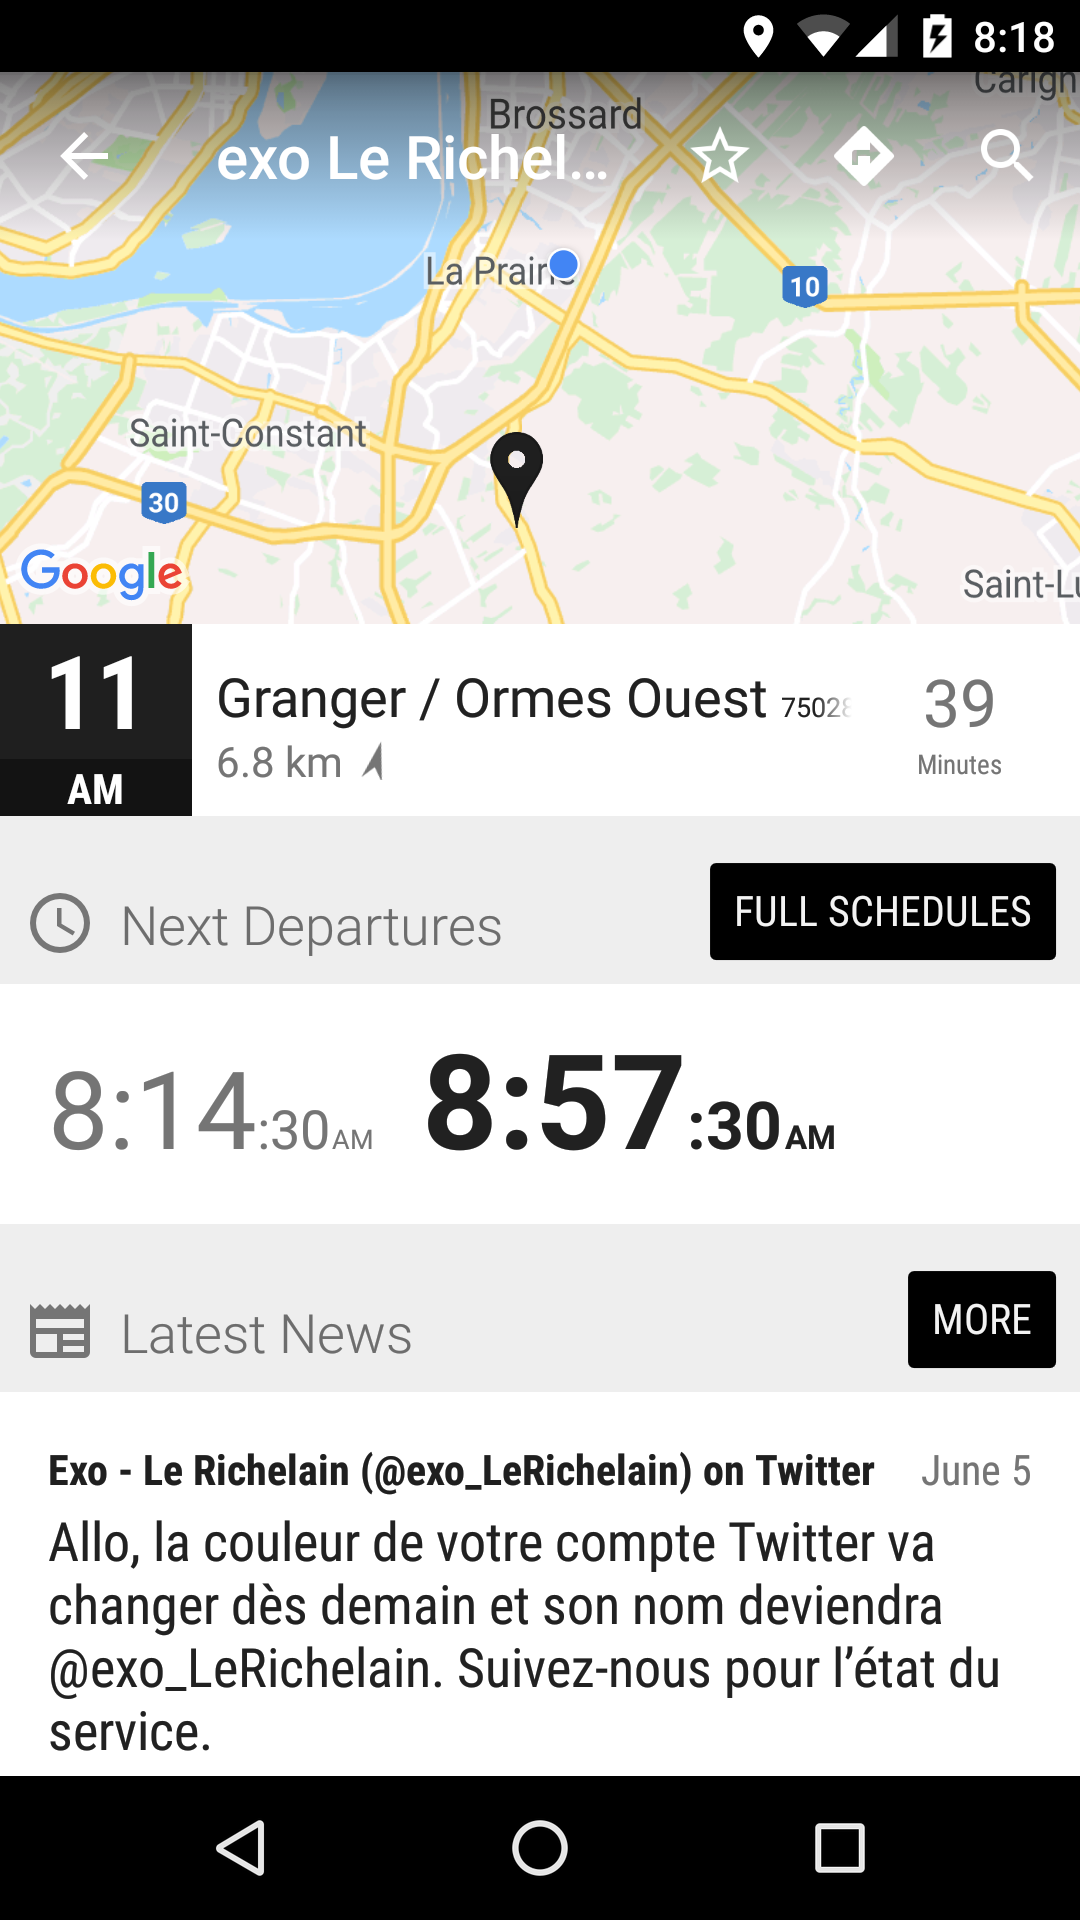 8:18
Carign
Brossard
exo Le Richel...
La Prairie
10
Saint-Constant
30
Google
Saint-Lu
11
AM
Granger / Ormes Ouest 75028
6.8 km
39
Minutes
Next Departures
FULL SCHEDULES
8:14:30AM 8:57:30AM
Latest News
MORE
Exo - Le Richelain (@exo_LeRichelain) on Twitter June 5
Allo, la couleur de votre compte Twitter va
changer dès demain et son nom deviendra
@exo_LeRichelain. Suivez-nous pour l’état du
service.